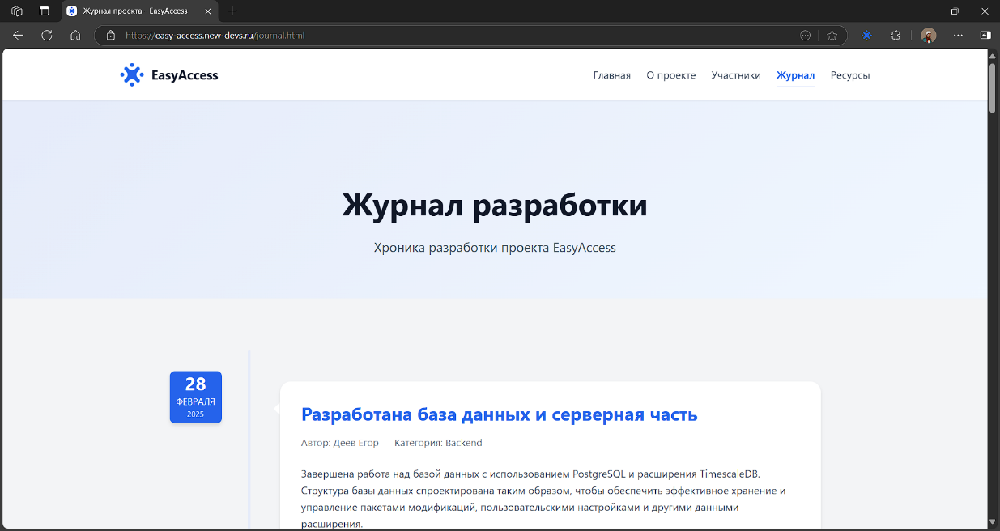 Журнал проекта - EasyAccess
https://easy-access.new-devs.ru/journal.html
EasyAccess
Главная О проекте Участники Журнал Ресурсы
Журнал разработки
Хроника разработки проекта EasyAccess
28
ФЕВРАЛЯ
2025
Разработана база данных и серверная часть
Автор: Деев Егор Категория: Backend
Завершена работа над базой данных с использованием PostgreSQL и расширения TimescaleDB.
Структура базы данных спроектирована таким образом, чтобы обеспечить эффективное хранение и
управление пакетами модификаций, пользовательскими настройками и другими данными
расширения.